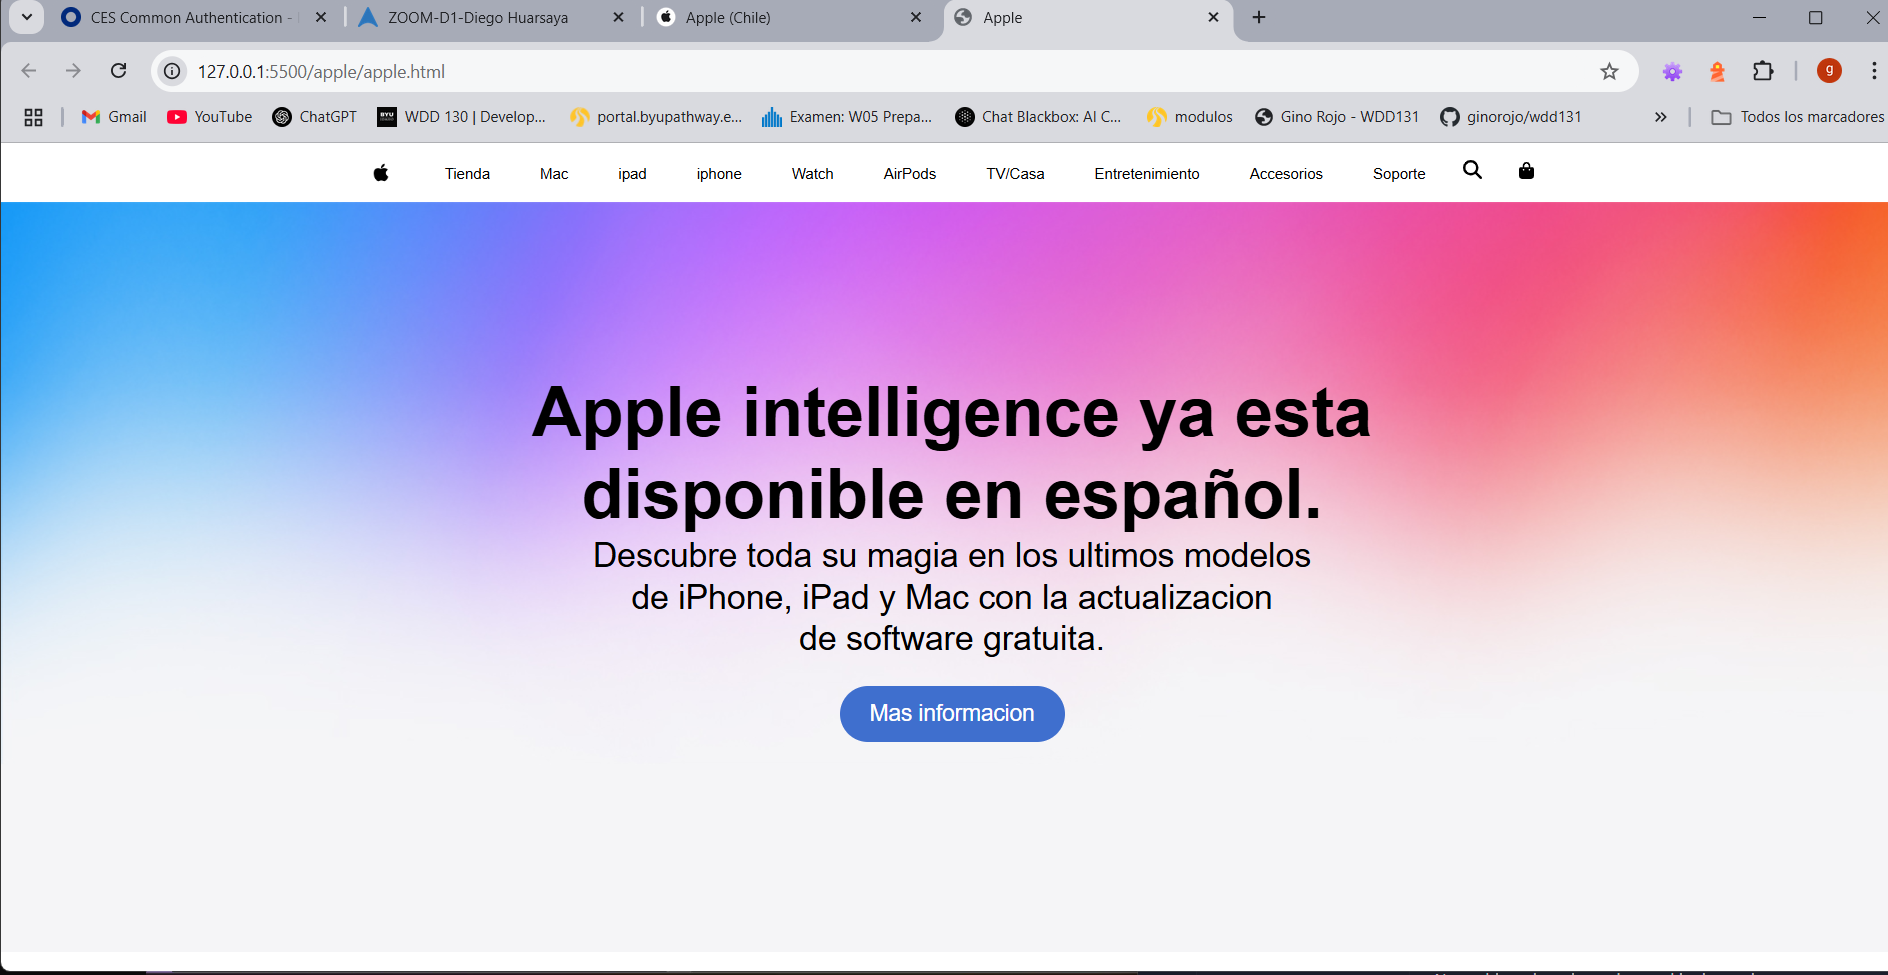 CES Common Authentication -
ZOOM-D1-Diego Huarsaya
Apple (Chile)
Apple
127.0.0.1:5500/apple/apple.html
g
Gmail
YouTube
ChatGPT
BYU
WDD 130 | Develop...
portal.byupathway.e...
Examen: W05 Prepa...
Chat Blackbox: AI C...
modulos
Gino Rojo - WDD131
ginorojo/wdd131
Todos los marcadores
Tienda
Mac
ipad
iphone
Watch
AirPods
TV/Casa
Entretenimiento
Accesorios
Soporte
Apple intelligence ya esta
disponible en español.
Descubre toda su magia en los ultimos modelos
de iPhone, iPad y Mac con la actualizacion
de software gratuita.
Mas informacion